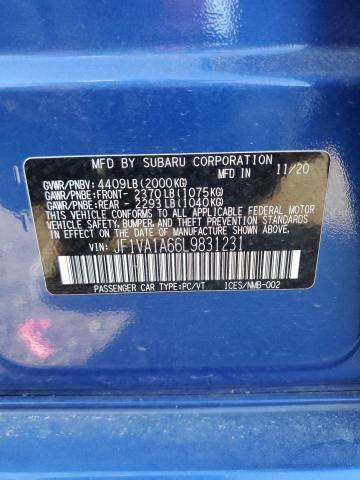 MFD. BY SUBARU CORPORATION
MFD.IN 11/20
GVWR/PNBV: 4409LB(2000KG)
GAWR/PNBE:FRONT- 2370LB(1075KG)
GAWR/PNBE:REAR - 2293LB(1040KG)
THIS VEHICLE CONFORMS TO ALL APPLICABLE FEDERAL MOTOR
VEHICLE SAFETY, BUMPER, AND THEFT PREVENTION STANDARDS
IN EFFECT ON THE DATE OF MANUFACTURE SHOWN ABOVE.
VIN: JF1VA1A66L9831231
PASSENGER CAR TYPE:PC/VT ICES/NMB-002